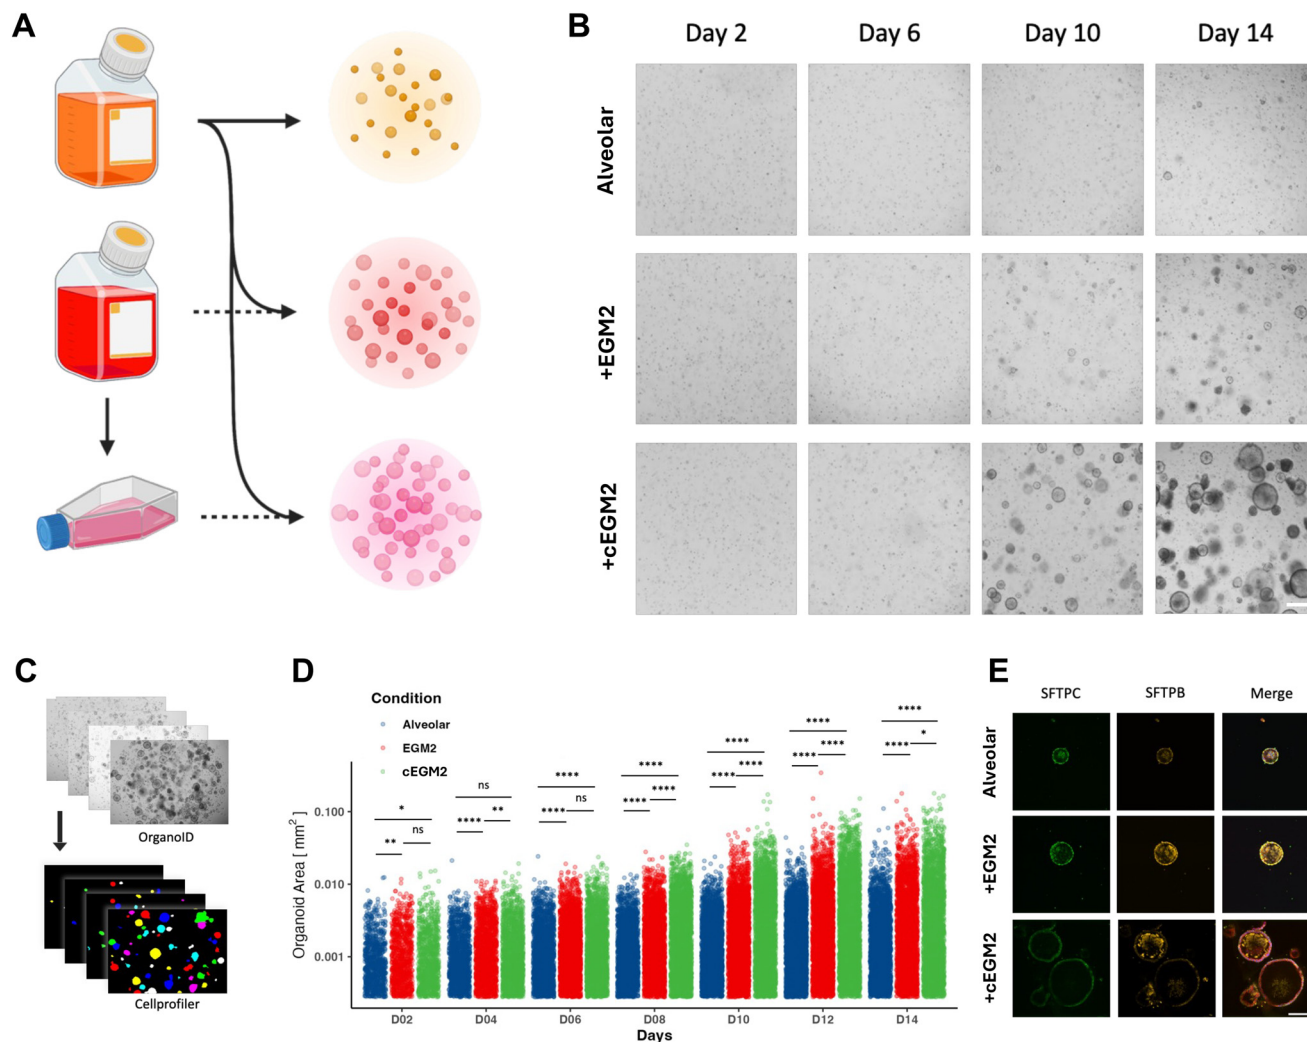 A
B
Day 2
Day 6
Day 10
Day 14
Alveolar
+EGM2
+cEGM2
C
OrganoID
Cellprofiler
D
Condition
Alveolar
EGM2
cEGM2
**** **** **** **** **** ****
* ns **** **** **** **** *
** ns **** ** **** ns **** **** **** **** **** **** ****
Organoid Area [ mm² ]
0.100
0.010
0.001
D02 D04 D06 D08 D10 D12 D14
Days
E
SFTPC
SFTPB
Merge
Alveolar
+EGM2
+cEGM2